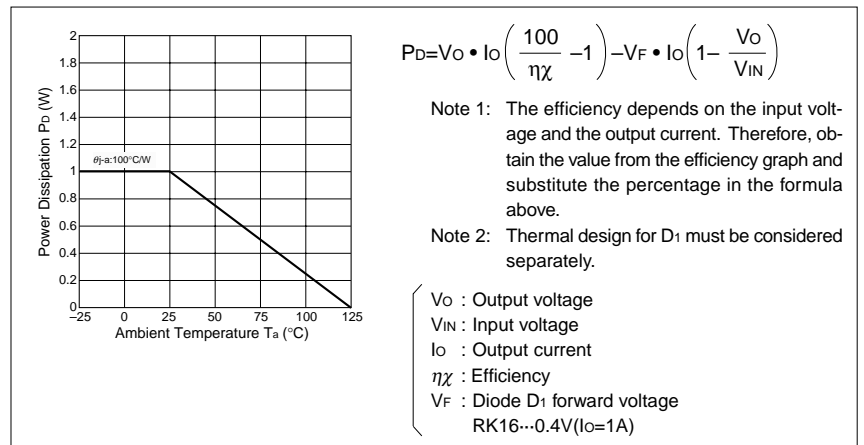 2
1.8
1.6
1.4
1.2
1
0.8
0.6
0.4
0.2
0
Power Dissipation PD (W)
θj-a:100°C/W
–25 0 25 50 75 100 125
Ambient Temperature Ta (°C)
PD=VO • IO( 100/ηχ –1 )–VF • IO(1– VO/VIN )
Note 1: The efficiency depends on the input volt-
age and the output current. Therefore, ob-
tain the value from the efficiency graph and
substitute the percentage in the formula
above.
Note 2: Thermal design for D1 must be considered
separately.
VO : Output voltage
VIN : Input voltage
IO : Output current
ηχ : Efficiency
VF : Diode D1 forward voltage
RK16···0.4V(IO=1A)